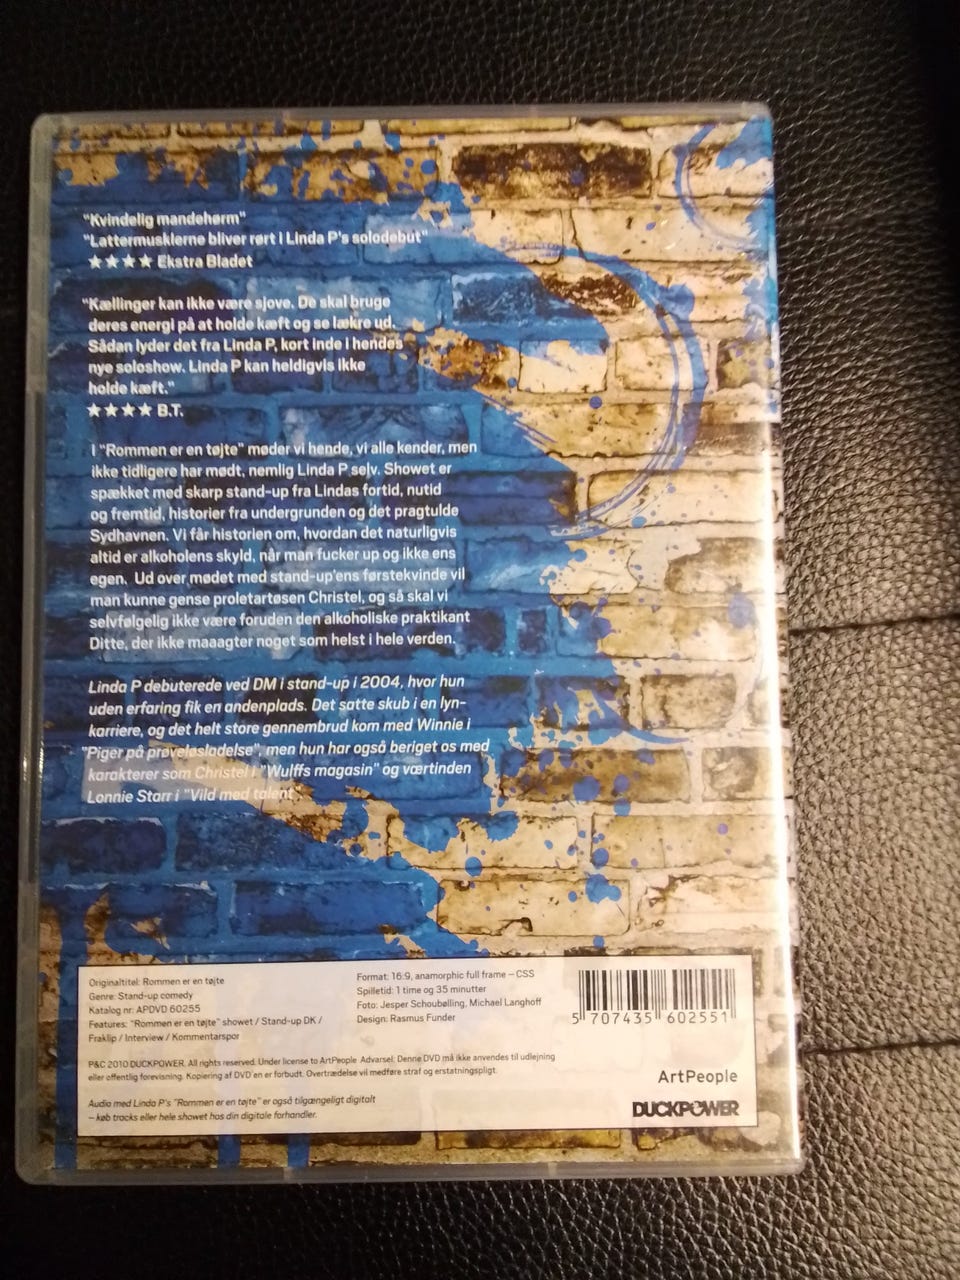 "Kvindelig mandehørm"
"Lattermusklerne bliver rørt i Linda P's solodebut"
★★★★ Ekstra Bladet
"Kællinger kan ikke være sjove. De skal bruge
deres energi på at holde kæft og se lækre ud.
Sådan lyder det fra Linda P, kort inde i hendes
nye soloshow. Linda P kan heldigvis ikke
holde kæft."
★★★★ B.T.
I "Rommen er en tøjte" møder vi hende, vi alle kender, men
ikke tidligere har mødt, nemlig Linda P selv. Showet er
spækket med skarp stand-up fra Lindas fortid, nutid
og fremtid, historier fra undergrunden og det pragtulde
Sydhavnen. Vi får historien om, hvordan det naturligvis
altid er alkoholens skyld, når man fucker up og ikke ens
egen. Ud over mødet med stand-up'ens førstekvinde vil
man kunne gense proletartøsen Christel, og så skal vi
selvfølgelig ikke være foruden den alkoholiske praktikant
Ditte, der ikke maaagter noget som helst i hele verden.
Linda P debuterede ved DM i stand-up i 2004, hvor hun
uden erfaring fik en andenplads. Det satte skub i en lyn-
karriere, og det helt store gennembrud kom med Winnie i
"Piger på prøveløsladelse", men hun har også beriget os med
karakterer som Christel i "Wulffs magasin" og værtinden
Lonnie Starr i "Vild med talent".
Originaltitel: Rommen er en tøjte
Genre: Stand-up comedy
Katalog nr: APDVD 60255
Features: "Rommen er en tøjte" showet / Stand-up DK /
Fraklip / Interview / Kommentarspor
Format: 16:9, anamorphic full frame – CSS
Spilletid: 1 time og 35 minutter
Foto: Jesper Schoubølling, Michael Langhoff
Design: Rasmus Funder
5 707435 602551
P&C 2010 DUCKPOWER. All rights reserved. Under license to ArtPeople Advarsel: Denne DVD må ikke anvendes til udlejning
eller offentlig forevisning. Kopiering af DVD'en er forbudt. Overtrædelse vil medføre straf og erstatningspligt.
Audio med Linda P's "Rommen er en tøjte" er også tilgængeligt digitalt
– køb tracks eller hele showet hos din digitale forhandler.
ArtPeople
DUCKPOWER